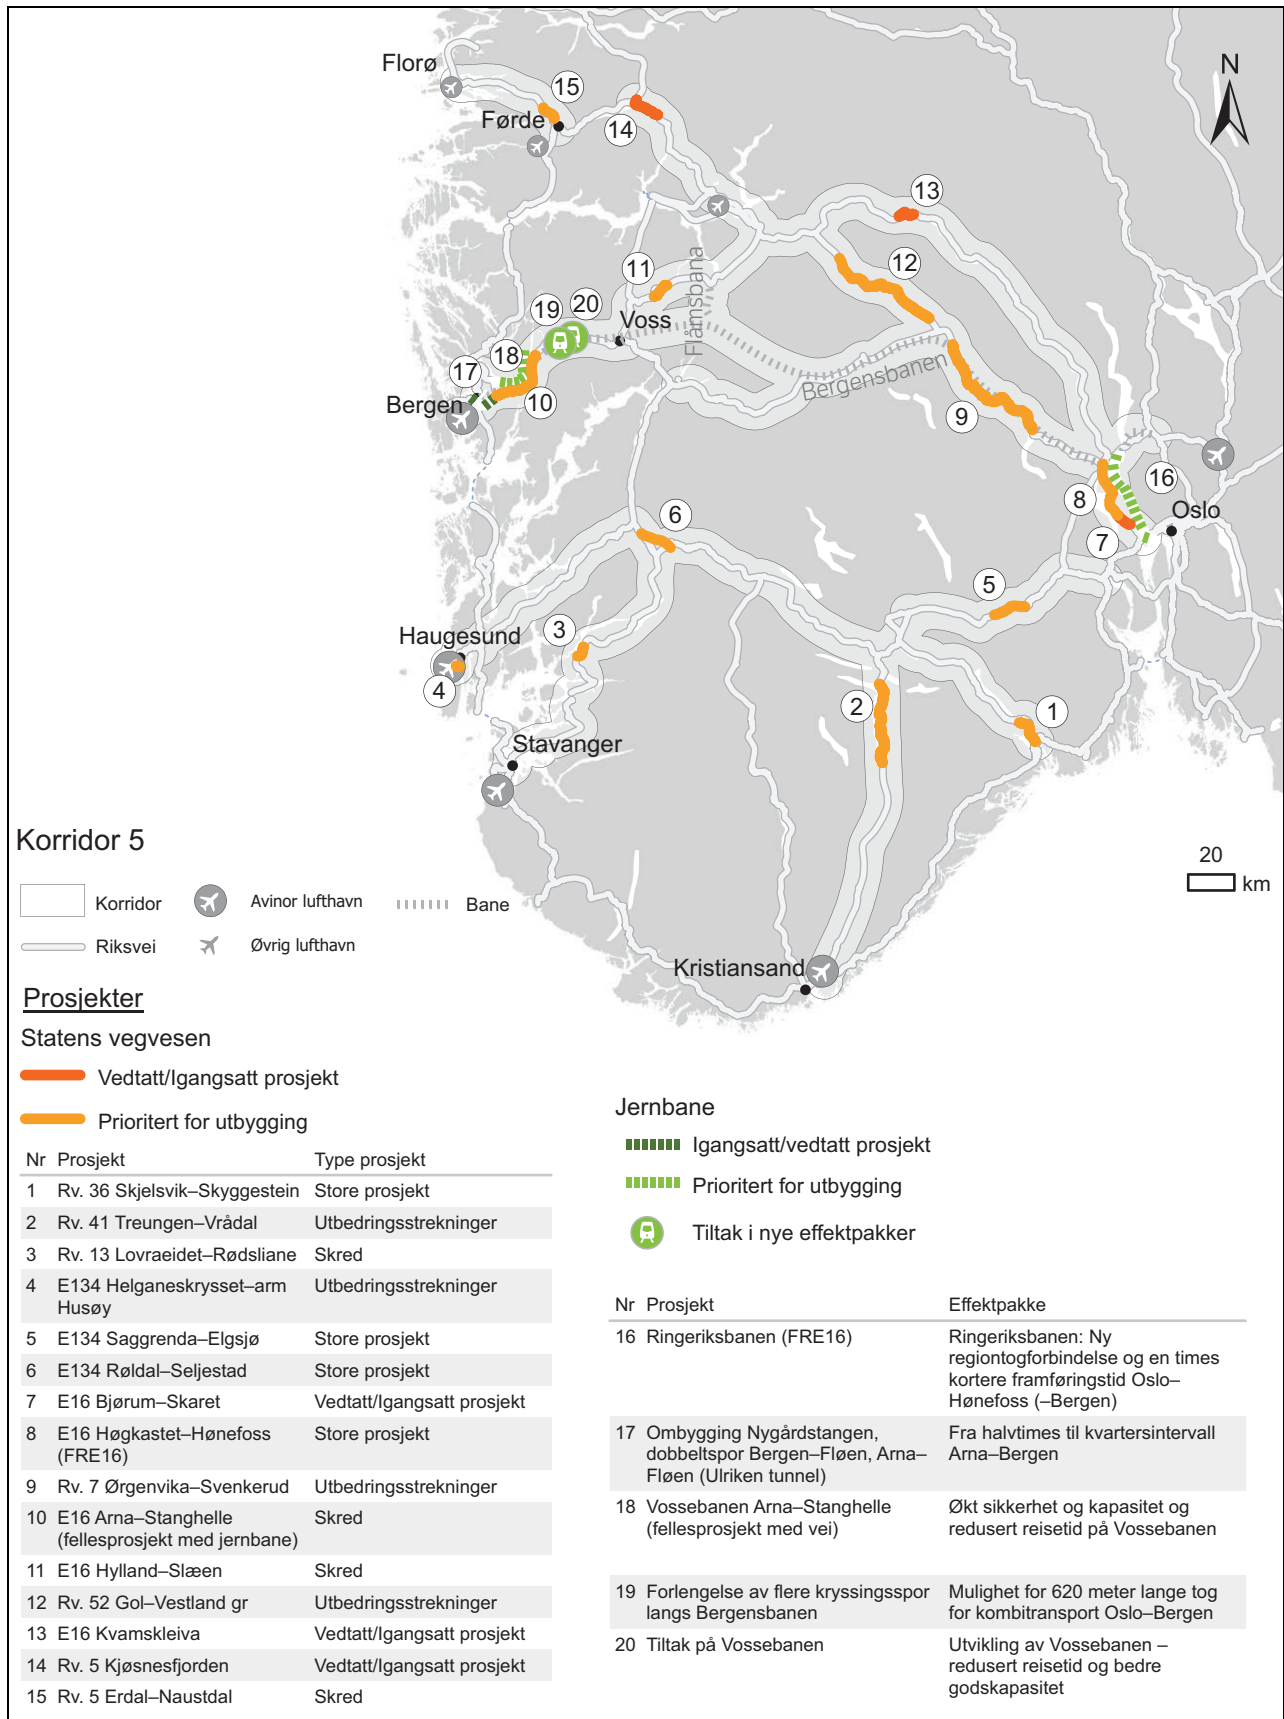 Florø
15
Førde
14
N
13
12
11
Flåmsbana
19
20
Voss
18
17
Bergen
10
Bergensbanen
9
16
8
Oslo
7
6
5
Haugesund
3
4
2
1
Stavanger
Kristiansand
20
km
Korridor 5
Korridor
Avinor lufthavn
Bane
Riksvei
Øvrig lufthavn
Prosjekter
Statens vegvesen
Vedtatt/Igangsatt prosjekt
Prioritert for utbygging
Nr Prosjekt Type prosjekt
1 Rv. 36 Skjelsvik–Skyggestein Store prosjekt
2 Rv. 41 Treungen–Vrådal Utbedringsstrekninger
3 Rv. 13 Lovraeidet–Rødsliane Skred
4 E134 Helganeskrysset–arm Utbedringsstrekninger
Husøy
5 E134 Saggrenda–Elgsjø Store prosjekt
6 E134 Røldal–Seljestad Store prosjekt
7 E16 Bjørum–Skaret Vedtatt/Igangsatt prosjekt
8 E16 Høgkastet–Hønefoss Store prosjekt
(FRE16)
9 Rv. 7 Ørgenvika–Svenkerud Utbedringsstrekninger
10 E16 Arna–Stanghelle Skred
(fellesprosjekt med jernbane)
11 E16 Hylland–Slæen Skred
12 Rv. 52 Gol–Vestland gr Utbedringsstrekninger
13 E16 Kvamskleiva Vedtatt/Igangsatt prosjekt
14 Rv. 5 Kjøsnesfjorden Vedtatt/Igangsatt prosjekt
15 Rv. 5 Erdal–Naustdal Skred
Jernbane
Igangsatt/vedtatt prosjekt
Prioritert for utbygging
Tiltak i nye effektpakker
Nr Prosjekt Effektpakke
16 Ringeriksbanen (FRE16) Ringeriksbanen: Ny
regiontogforbindelse og en times
kortere framføringstid Oslo–
Hønefoss (–Bergen)
17 Ombygging Nygårdstangen, Fra halvtimes til kvartersintervall
dobbeltspor Bergen–Fløen, Arna– Arna–Bergen
Fløen (Ulriken tunnel)
18 Vossebanen Arna–Stanghelle Økt sikkerhet og kapasitet og
(fellesprosjekt med vei) redusert reisetid på Vossebanen
19 Forlengelse av flere kryssingsspor Mulighet for 620 meter lange tog
langs Bergensbanen for kombitransport Oslo–Bergen
20 Tiltak på Vossebanen Utvikling av Vossebanen –
redusert reisetid og bedre
godskapasitet